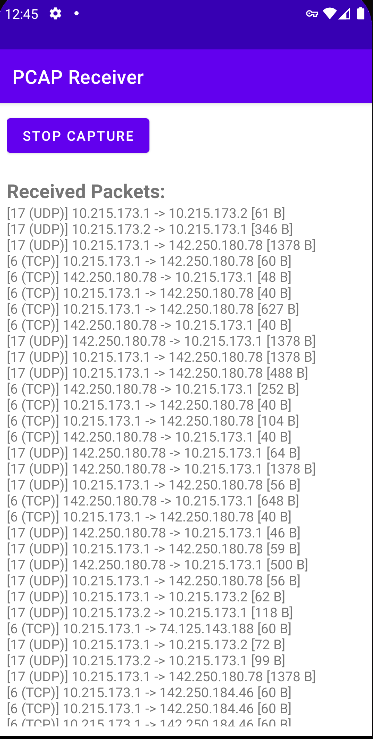 12:45
PCAP Receiver
STOP CAPTURE
Received Packets:
[17 (UDP)] 10.215.173.1 -> 10.215.173.2 [61 B]
[17 (UDP)] 10.215.173.2 -> 10.215.173.1 [346 B]
[17 (UDP)] 10.215.173.1 -> 142.250.180.78 [1378 B]
[6 (TCP)] 10.215.173.1 -> 142.250.180.78 [60 B]
[6 (TCP)] 142.250.180.78 -> 10.215.173.1 [48 B]
[6 (TCP)] 10.215.173.1 -> 142.250.180.78 [40 B]
[6 (TCP)] 10.215.173.1 -> 142.250.180.78 [627 B]
[6 (TCP)] 142.250.180.78 -> 10.215.173.1 [40 B]
[17 (UDP)] 142.250.180.78 -> 10.215.173.1 [1378 B]
[17 (UDP)] 10.215.173.1 -> 142.250.180.78 [1378 B]
[17 (UDP)] 10.215.173.1 -> 142.250.180.78 [488 B]
[6 (TCP)] 142.250.180.78 -> 10.215.173.1 [252 B]
[6 (TCP)] 10.215.173.1 -> 142.250.180.78 [40 B]
[6 (TCP)] 10.215.173.1 -> 142.250.180.78 [104 B]
[6 (TCP)] 142.250.180.78 -> 10.215.173.1 [40 B]
[17 (UDP)] 142.250.180.78 -> 10.215.173.1 [64 B]
[17 (UDP)] 142.250.180.78 -> 10.215.173.1 [1378 B]
[17 (UDP)] 10.215.173.1 -> 142.250.180.78 [56 B]
[6 (TCP)] 142.250.180.78 -> 10.215.173.1 [648 B]
[6 (TCP)] 10.215.173.1 -> 142.250.180.78 [40 B]
[17 (UDP)] 142.250.180.78 -> 10.215.173.1 [46 B]
[17 (UDP)] 10.215.173.1 -> 142.250.180.78 [59 B]
[17 (UDP)] 142.250.180.78 -> 10.215.173.1 [500 B]
[17 (UDP)] 10.215.173.1 -> 142.250.180.78 [56 B]
[17 (UDP)] 10.215.173.1 -> 10.215.173.2 [62 B]
[17 (UDP)] 10.215.173.2 -> 10.215.173.1 [118 B]
[6 (TCP)] 10.215.173.1 -> 74.125.143.188 [60 B]
[17 (UDP)] 10.215.173.1 -> 10.215.173.2 [72 B]
[17 (UDP)] 10.215.173.2 -> 10.215.173.1 [99 B]
[17 (UDP)] 10.215.173.1 -> 142.250.180.78 [1378 B]
[6 (TCP)] 10.215.173.1 -> 142.250.184.46 [60 B]
[6 (TCP)] 10.215.173.1 -> 142.250.184.46 [60 B]
[6 (TCP)] 10.215.173.1 -> 142.250.184.46 [60 B]